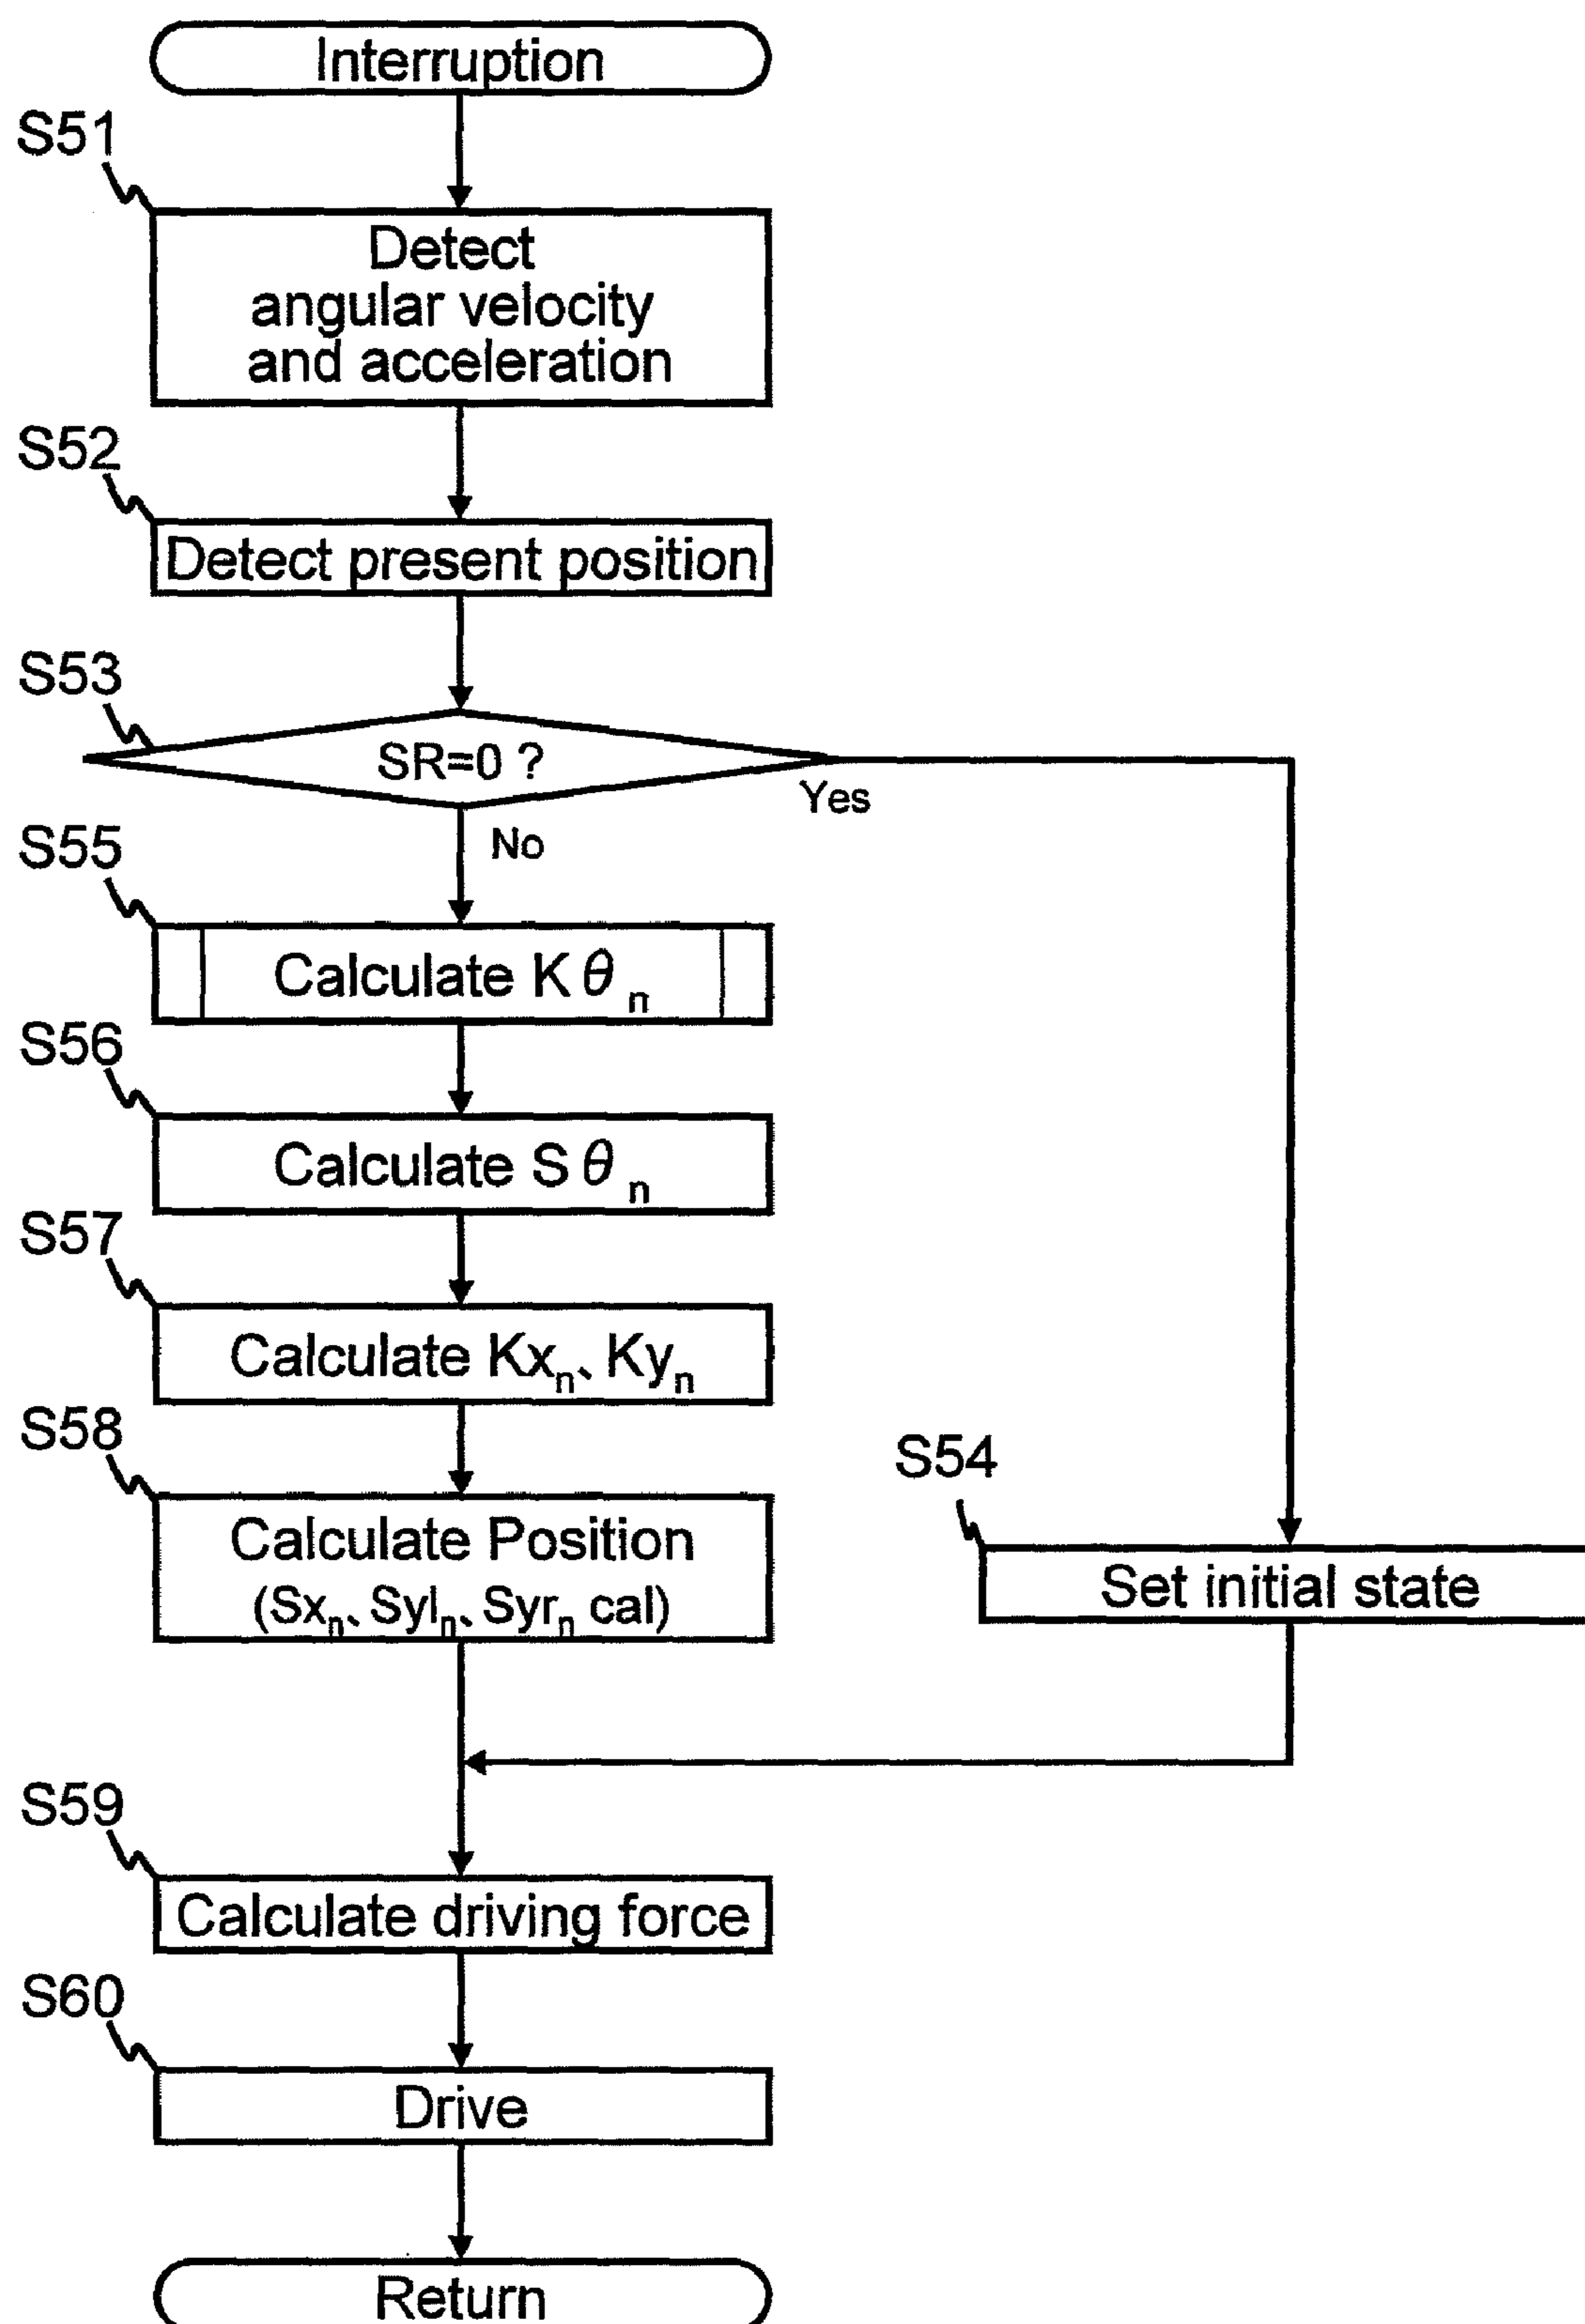 Interruption
S51
Detect
angular velocity
and acceleration
S52
Detect present position
S53
SR=0 ?
Yes
No
S55
Calculate K θ n
S56
Calculate S θ n
S57
Calculate Kxn、Kyn
S58
Calculate Position
(Sxn、Syln、Syrn cal)
S54
Set initial state
S59
Calculate driving force
S60
Drive
Return